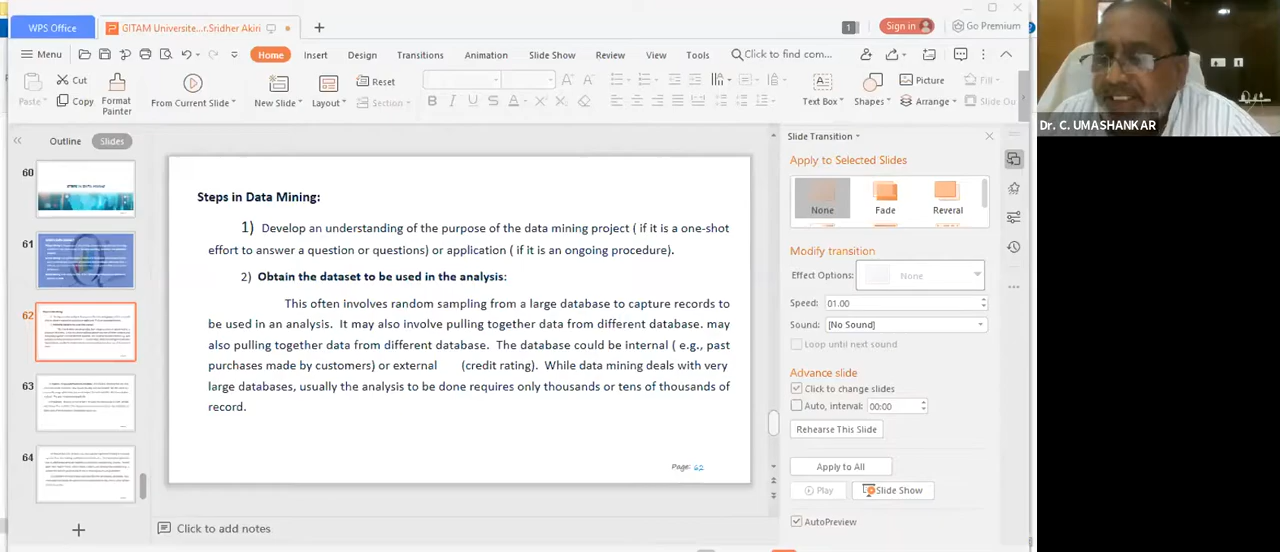 WPS Office
GITAM Universite...r.Sridher Akiri
1
Sign in
Go Premium
Menu
Home
Insert
Design
Transitions
Animation
Slide Show
Review
View
Tools
Click to find com...
Paste
Cut
Copy
Format
Painter
From Current Slide
New Slide
Layout
Reset
Section
B I U S
Text Box
Shapes
Picture
Arrange
Fill
Slide Ou
Dr. C. UMASHANKAR
Outline
Slides
60
61
62
63
64
Steps in Data Mining:
1) Develop an understanding of the purpose of the data mining project ( if it is a one-shot
effort to answer a question or questions) or application (if it is an ongoing procedure).
2) Obtain the dataset to be used in the analysis:
This often involves random sampling from a large database to capture records to
be used in an analysis. It may also involve pulling together data from different database. may
also pulling together data from different database. The database could be internal ( e.g., past
purchases made by customers) or external (credit rating). While data mining deals with very
large databases, usually the analysis to be done requires only thousands or tens of thousands of
record.
Page: 62
Click to add notes
Slide Transition
Apply to Selected Slides
None
Fade
Reveral
Modify transition
Effect Options:
None
Speed: 01.00
Sound: [No Sound]
Loop until next sound
Advance slide
Click to change slides
Auto, interval: 00:00
Rehearse This Slide
Apply to All
Play
Slide Show
AutoPreview